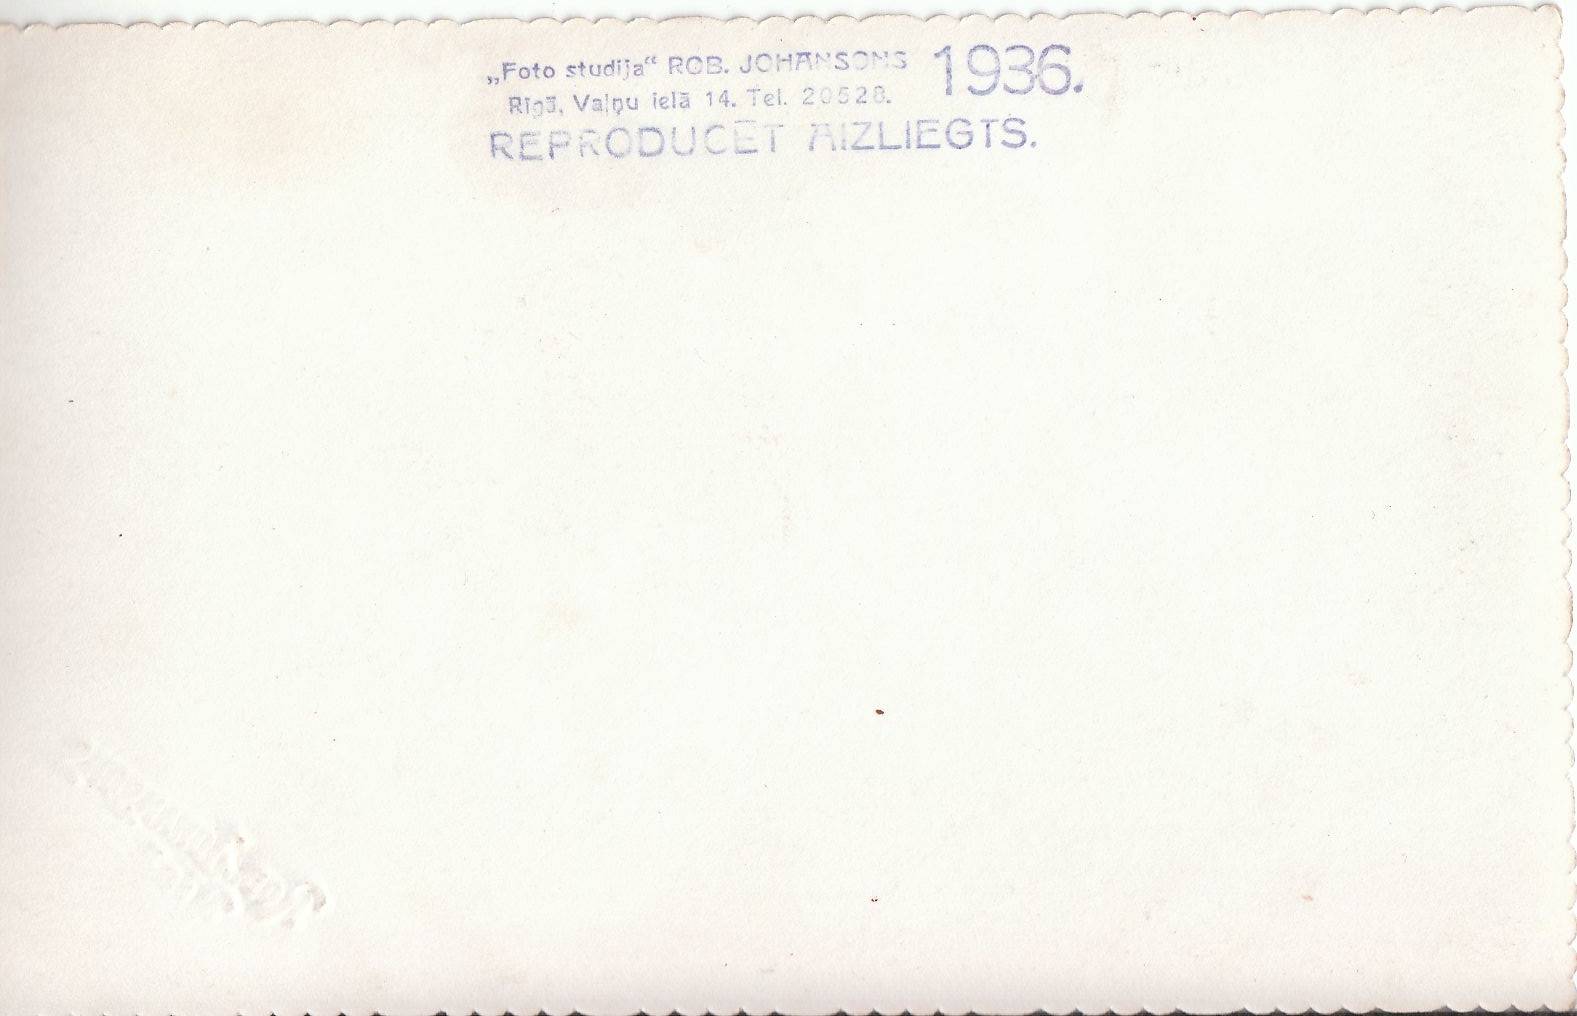 „Foto studija“ ROB. JOHANSONS 1936.
Rīgā, Vaļņu ielā 14. Tel. 20528.
REPRODUCĒT AIZLIEGTS.